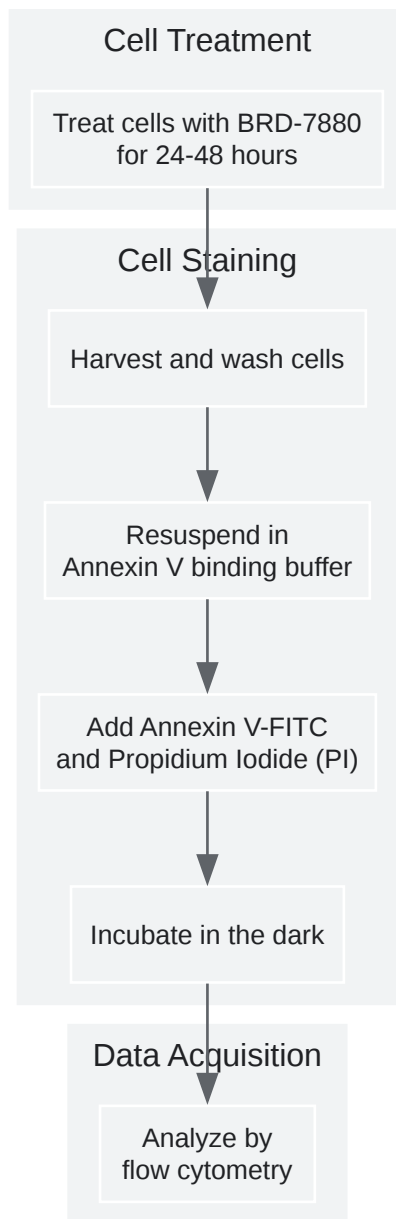 Cell Treatment
Treat cells with BRD-7880
for 24-48 hours
Cell Staining
Harvest and wash cells
Resuspend in
Annexin V binding buffer
Add Annexin V-FITC
and Propidium Iodide (PI)
Incubate in the dark
Data Acquisition
Analyze by
flow cytometry